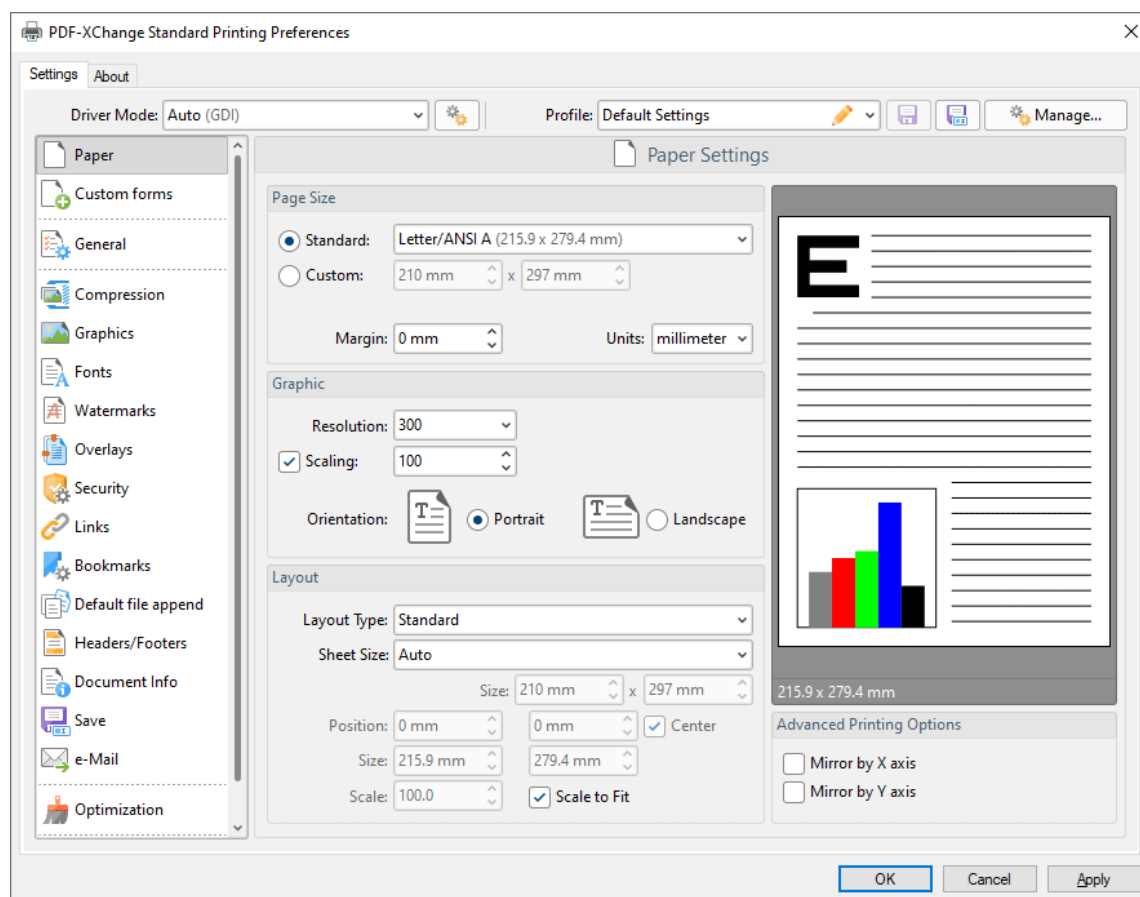 PDF-XChange Standard Printing Preferences
Settings About
Driver Mode: Auto (GDI) Profile: Default Settings Manage...
Paper
Custom forms
General
Compression
Graphics
Fonts
Watermarks
Overlays
Security
Links
Bookmarks
Default file append
Headers/Footers
Document Info
Save
e-Mail
Optimization
Paper Settings
Page Size
Standard: Letter/ANSI A (215.9 x 279.4 mm)
Custom: 210 mm x 297 mm
Margin: 0 mm Units: millimeter
Graphic
Resolution: 300
Scaling: 100
Orientation: T Portrait T Landscape
Layout
Layout Type: Standard
Sheet Size: Auto
Size: 210 mm x 297 mm
Position: 0 mm 0 mm Center
Size: 215.9 mm 279.4 mm
Scale: 100.0 Scale to Fit
E
215.9 x 279.4 mm
Advanced Printing Options
Mirror by X axis
Mirror by Y axis
OK Cancel Apply